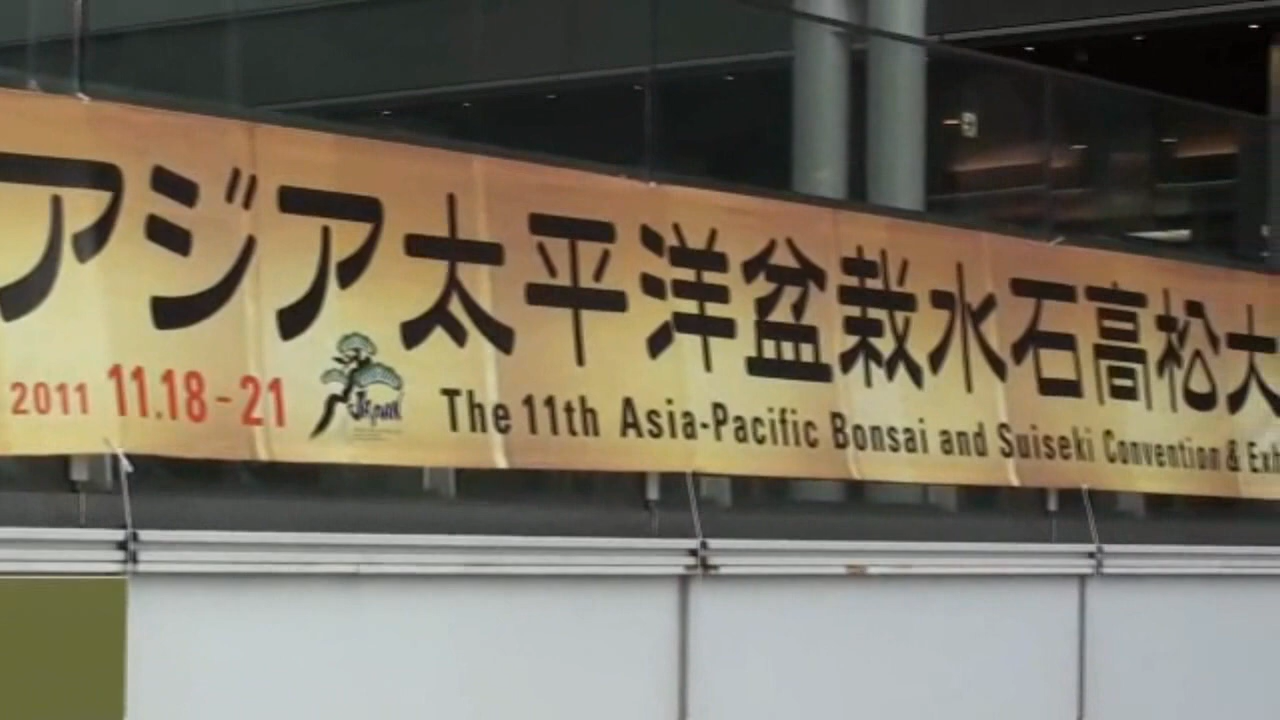 アジア太平洋盆栽水石高松大
2011 11.18-21
Japan
The 11th Asia-Pacific Bonsai and Suiseki Convention & Exh